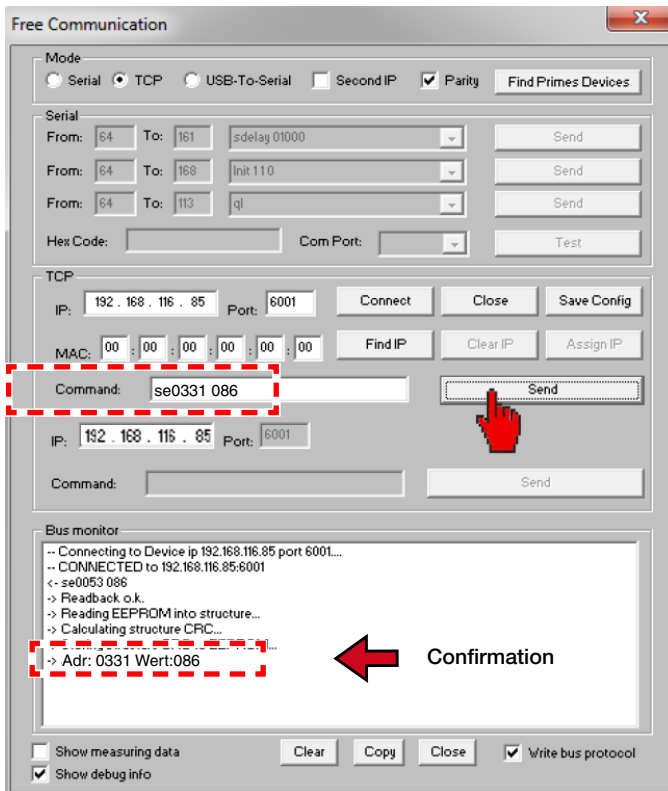 Free Communication
Mode
Serial TCP USB-To-Serial Second IP Parity Find Primes Devices
Serial
From: 64 To: 161 sdelay 01000 Send
From: 64 To: 168 Init 110 Send
From: 64 To: 113 ql Send
Hex Code: Com Port: Test
TCP
IP: 192 . 168 . 116 . 85 Port: 6001 Connect Close Save Config
MAC: 00 : 00 : 00 : 00 : 00 : 00 Find IP Clear IP Assign IP
Command: se0331 086 Send
IP: 192 . 168 . 116 . 85 Port: 6001
Command: Send
Bus monitor
-- Connecting to Device ip 192.168.116.85 port 6001....
-- CONNECTED to 192.168.116.85:6001
<- se0053 086
-> Readback o.k.
-> Reading EEPROM into structure...
-> Calculating structure CRC...
-> Adr: 0331 Wert:086 Confirmation
Show measuring data Clear Copy Close Write bus protocol
Show debug info